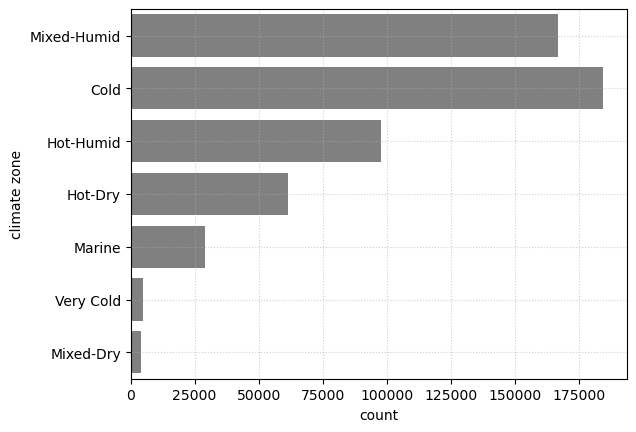 Mixed-Humid
Cold
Hot-Humid
Hot-Dry
Marine
Very Cold
Mixed-Dry
climate zone
0 25000 50000 75000 100000 125000 150000 175000
count